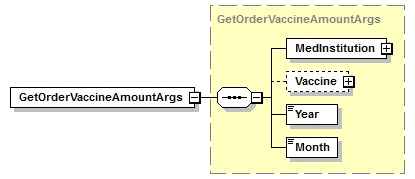 GetOrderVaccineAmountArgs
MedInstitution
Vaccine
GetOrderVaccineAmountArgs
Year
Month